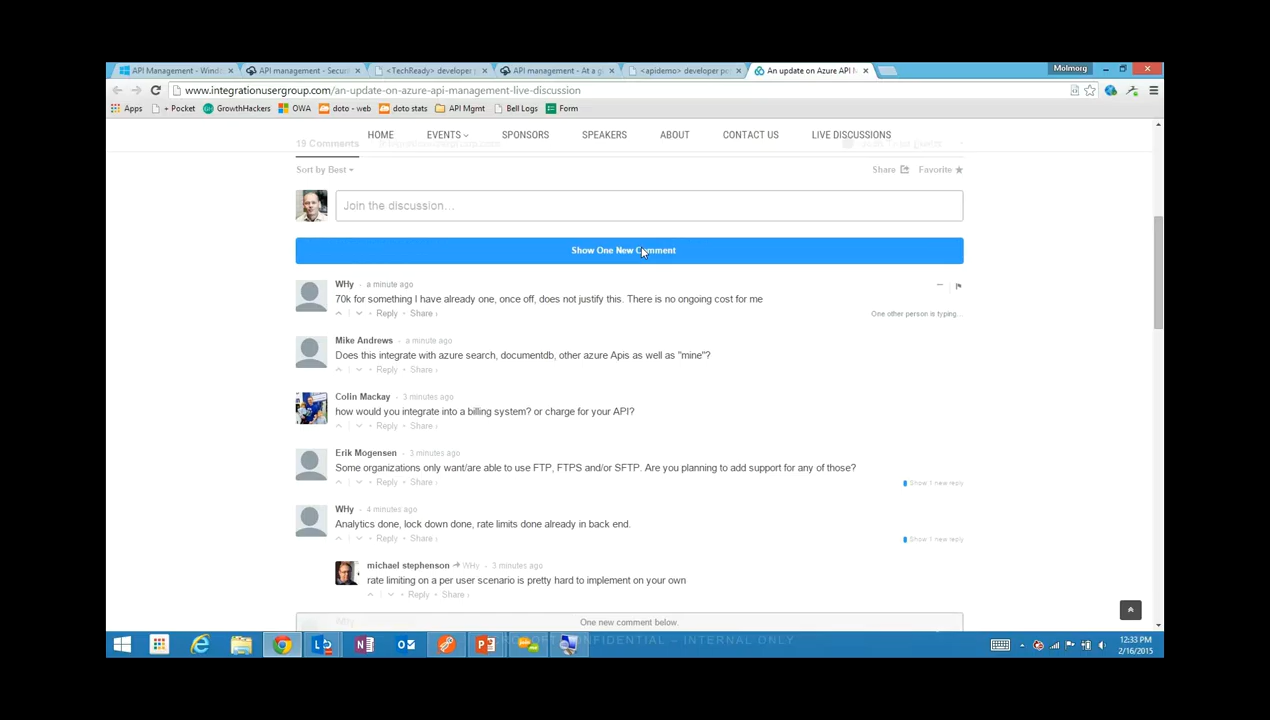 API Management - Wind
API management - Securi
<TechReady> developer p
API management - At a g
<apidemo> developer po
An update on Azure API M
Molmorg
www.integrationusergroup.com/an-update-on-azure-api-management-live-discussion
Apps
+ Pocket
GrowthHackers
OWA
doto - web
doto stats
API Mgmt
Bell Logs
Form
HOME
EVENTS
SPONSORS
SPEAKERS
ABOUT
CONTACT US
LIVE DISCUSSIONS
19 Comments
Sort by Best
Share
Favorite
Join the discussion…
Show One New Comment
WHy a minute ago
70k for something I have already one, once off, does not justify this. There is no ongoing cost for me
Reply • Share ›
One other person is typing…
Mike Andrews • a minute ago
Does this integrate with azure search, documentdb, other azure Apis as well as "mine"?
Reply • Share ›
Colin Mackay • 3 minutes ago
how would you integrate into a billing system? or charge for your API?
Reply • Share ›
Erik Mogensen • 3 minutes ago
Some organizations only want/are able to use FTP, FTPS and/or SFTP. Are you planning to add support for any of those?
Reply • Share ›
Show 1 new reply
WHy • 4 minutes ago
Analytics done, lock down done, rate limits done already in back end.
Reply • Share ›
Show 1 new reply
michael stephenson WHy • 3 minutes ago
rate limiting on a per user scenario is pretty hard to implement on your own
Reply • Share ›
WHy
One new comment below.
CONFIDENTIAL – INTERNAL ONLY
12:33 PM
2/16/2015